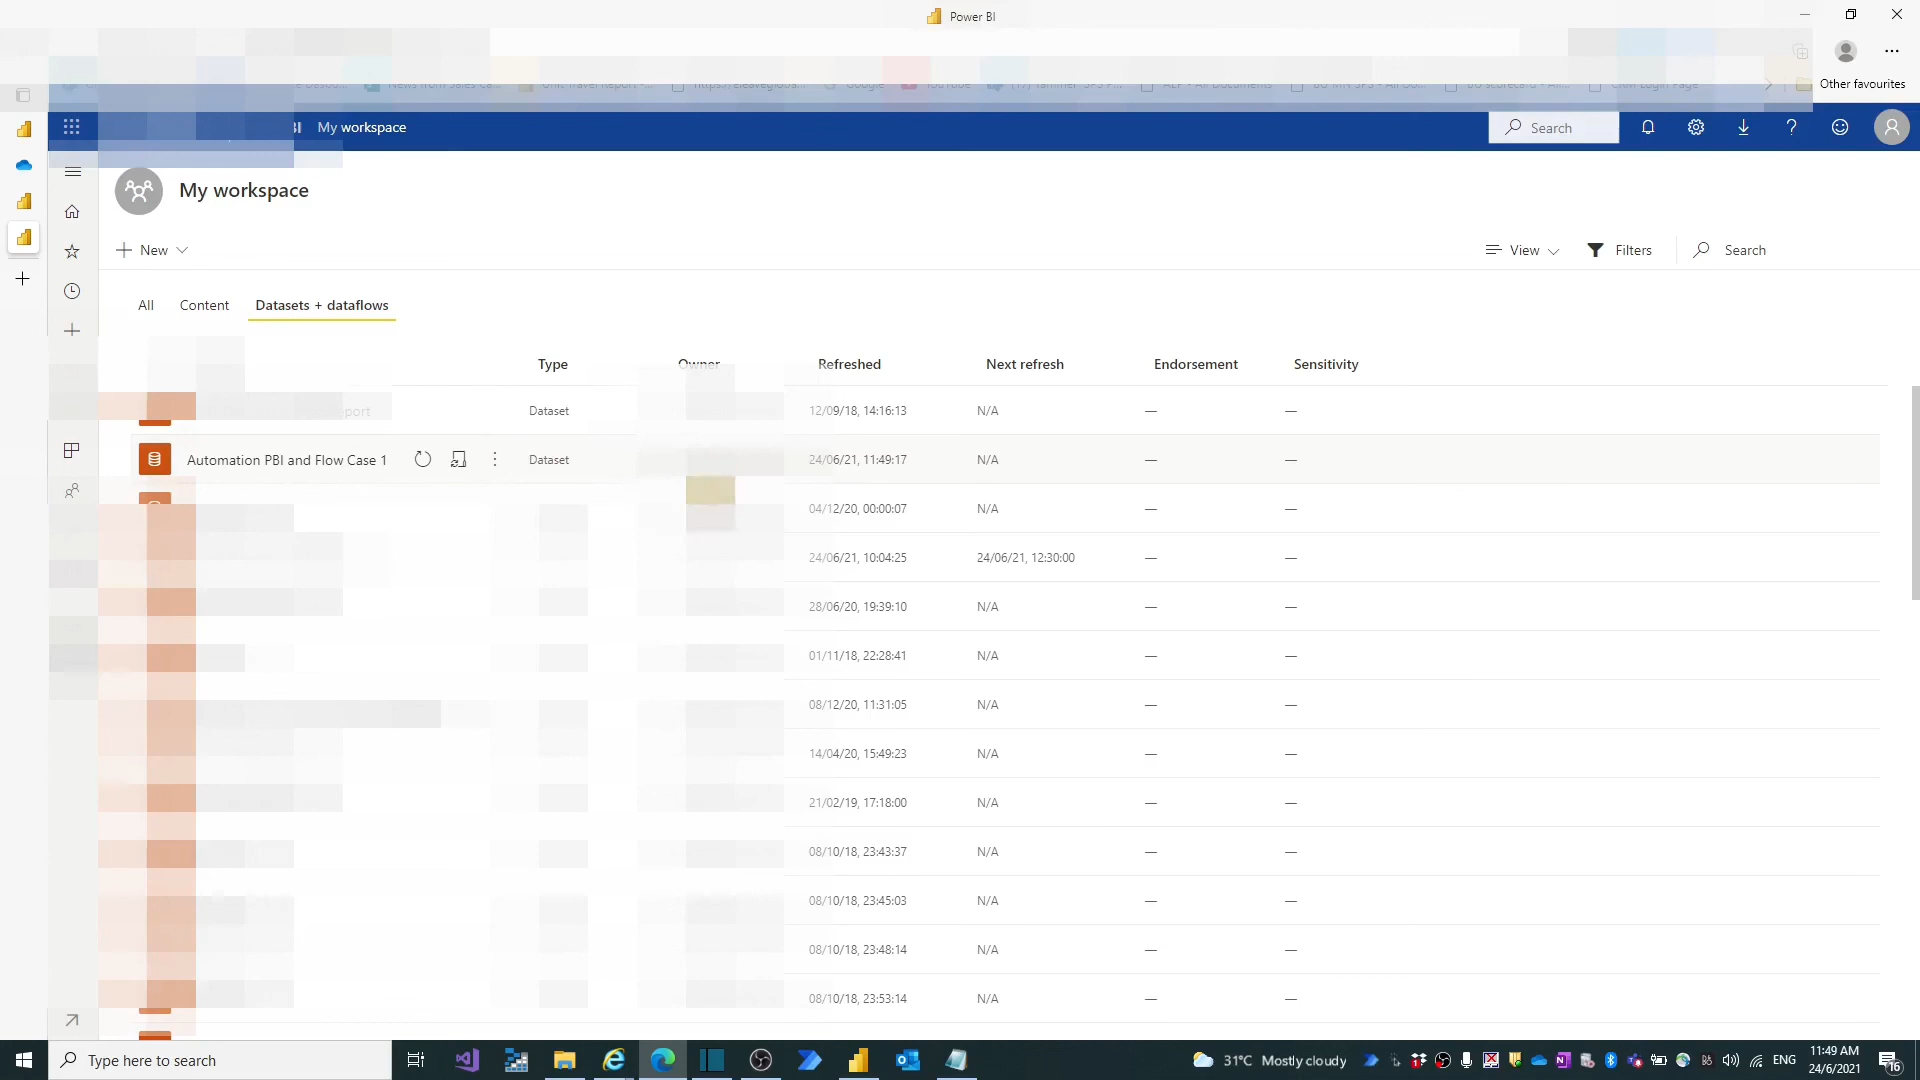 Power BI
Other favourites
My workspace
Search
My workspace
New
View
Filters
Search
All
Content
Datasets + dataflows
Type
Owner
Refreshed
Next refresh
Endorsement
Sensitivity
Dataset
12/09/18, 14:16:13
N/A
—
—
Automation PBI and Flow Case 1
Dataset
24/06/21, 11:49:17
N/A
—
—
04/12/20, 00:00:07
N/A
—
—
24/06/21, 10:04:25
24/06/21, 12:30:00
—
—
28/06/20, 19:39:10
N/A
—
—
01/11/18, 22:28:41
N/A
—
—
08/12/20, 11:31:05
N/A
—
—
14/04/20, 15:49:23
N/A
—
—
21/02/19, 17:18:00
N/A
—
—
08/10/18, 23:43:37
N/A
—
—
08/10/18, 23:45:03
N/A
—
—
08/10/18, 23:48:14
N/A
—
—
08/10/18, 23:53:14
N/A
—
—
Type here to search
31°C Mostly cloudy
ENG
11:49 AM
24/6/2021
16